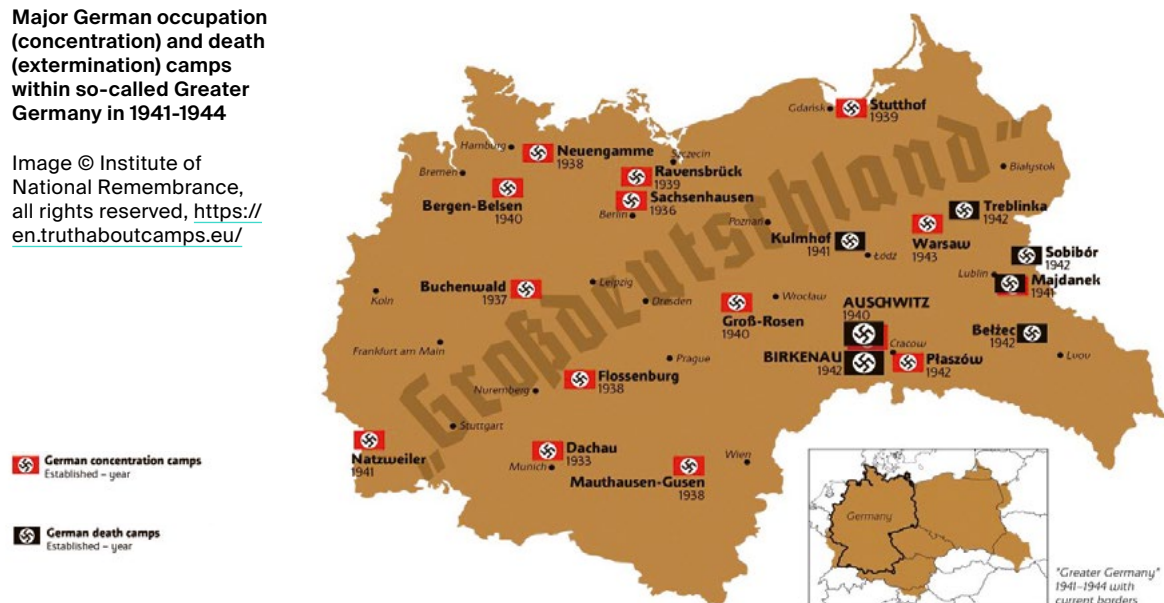 Major German occupation
(concentration) and death
(extermination) camps
within so-called Greater
Germany in 1941-1944
Image © Institute of
National Remembrance,
all rights reserved, https://
en.truthaboutcamps.eu/
"Großdeutschland"
Gdańsk
Stutthof
1939
Hamburg
Neuengamme
1938
Szczecin
Bremen
Ravensbrück
1939
Białystok
Bergen-Belsen
1940
Sachsenhausen
1936
Berlin
Poznań
Treblinka
1942
Kulmhof
1941
Łódź
Warsaw
1943
Sobibór
1942
Lublin
Majdanek
1941
Buchenwald
1937
Leipzig
Koln
Dresden
Wrocław
Groß-Rosen
1940
AUSCHWITZ
1940
Bełżec
1942
Frankfurt am Main
Prague
Cracow
Lvov
BIRKENAU
1942
Płaszów
1942
Flossenburg
1938
Nuremberg
Stuttgart
Natzweiler
1941
Dachau
1933
Munich
Wien
Mauthausen-Gusen
1938
German concentration camps
Established – year
German death camps
Established – year
Germany
"Greater Germany"
1941–1944 with
current borders